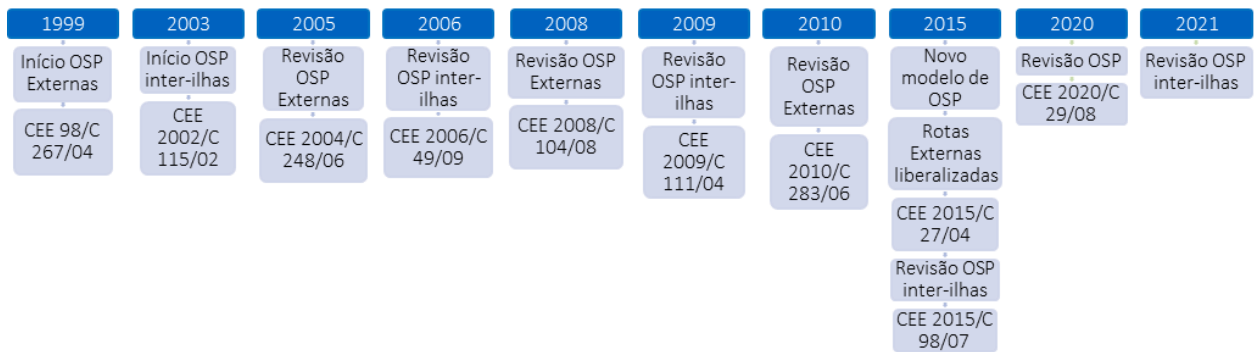 1999
Início OSP
Externas
CEE 98/C
267/04
2003
Início OSP
inter-ilhas
CEE
2002/C
115/02
2005
Revisão
OSP
Externas
CEE 2004/C
248/06
2006
Revisão
OSP inter-
ilhas
CEE 2006/C
49/09
2008
Revisão OSP
Externas
CEE 2008/C
104/08
2009
Revisão
OSP inter-
ilhas
CEE
2009/C
111/04
2010
Revisão
OSP
Externas
CEE
2010/C
283/06
2015
Novo
modelo de
OSP
Rotas
Externas
liberalizadas
CEE 2015/C
27/04
Revisão OSP
inter-ilhas
CEE 2015/C
98/07
2020
Revisão OSP
CEE 2020/C
29/08
2021
Revisão OSP
inter-ilhas